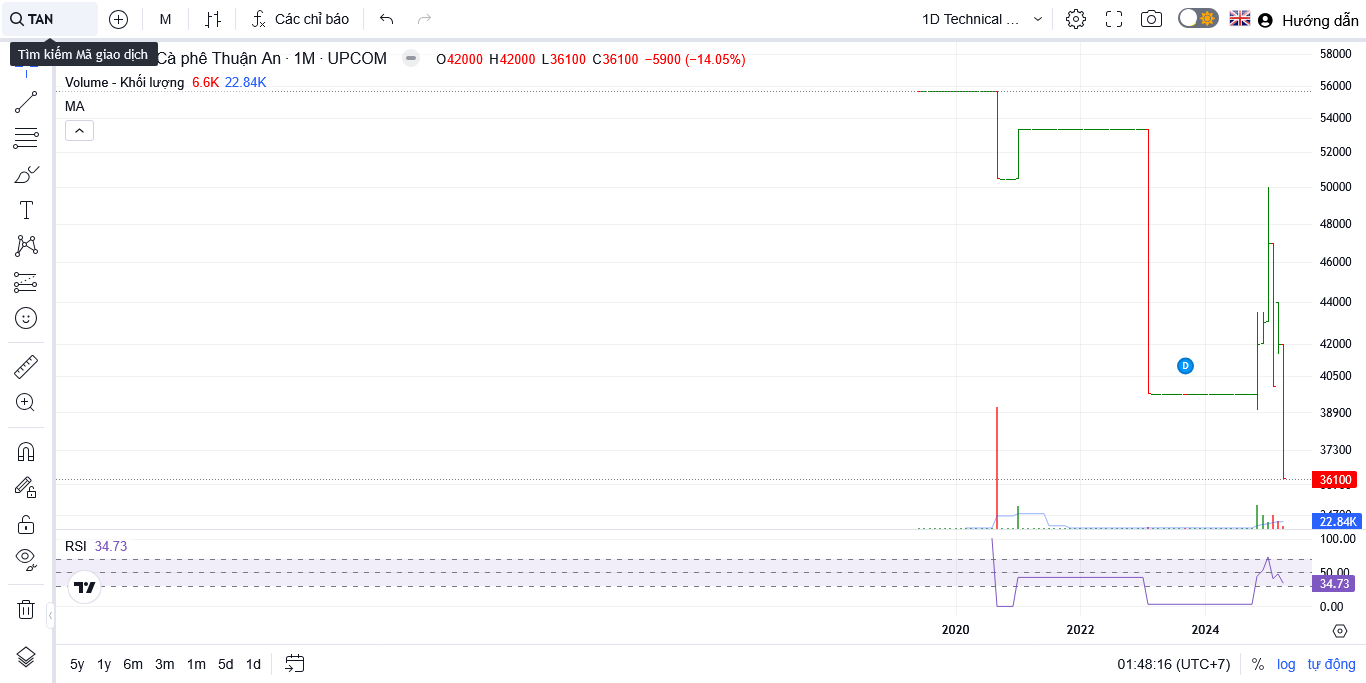 TAN
M
Các chỉ báo
1D Technical ...
Hướng dẫn
Tìm kiếm Mã giao dịch
Cà phê Thuận An · 1M · UPCOM
O42000 H42000 L36100 C36100 −5900 (−14.05%)
Volume - Khối lượng 6.6K 22.84K
MA
58000
56000
54000
52000
50000
48000
46000
44000
42000
40500
38900
37300
36100
22.84K
D
RSI 34.73
100.00
50.00
34.73
0.00
2020
2022
2024
5y 1y 6m 3m 1m 5d 1d
01:48:16 (UTC+7)
%
log
tự động